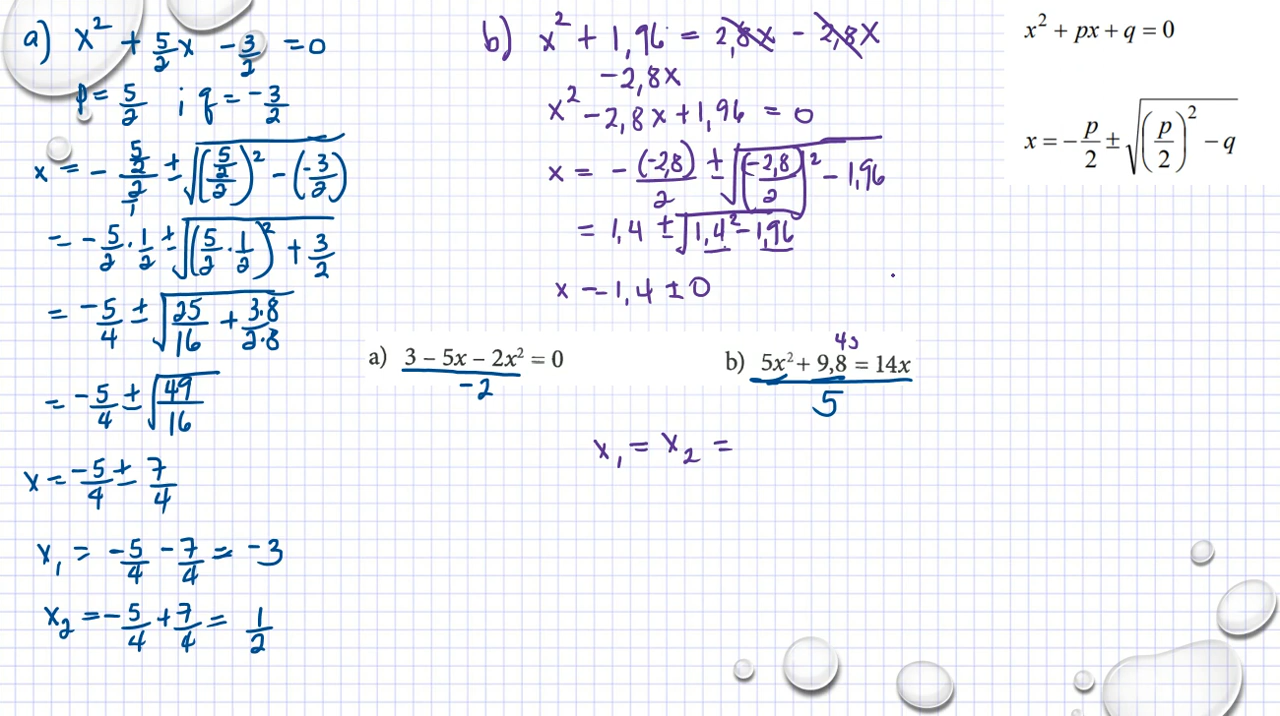 a) x² + 5/2 x - 3/2 = 0
p = 5/2 i q = -3/2
x = - (5/2)/(2/1) ± √((5/2)/2)² - (-3/2)
= -5/2 · 1/2 ± √(5/2 · 1/2)² + 3/2
= -5/4 ± √25/16 + 3·8/2·8
= -5/4 ± √49/16
x = -5/4 ± 7/4
x₁ = -5/4 - 7/4 = -3
x₂ = -5/4 + 7/4 = 1/2
b) x² + 1,96 = 2,8x - 2,8x
-2,8x
x² - 2,8x + 1,96 = 0
x = - (-2,8)/2 ± √(-2,8/2)² - 1,96
= 1,4 ± √1,4² - 1,96
x = 1,4 ± 0
a) 3 − 5x − 2x² = 0
-2
b) 5x² + 9,8 = 14x
5
x₁ = x₂ =
x² + px + q = 0
x = − p/2 ± √(p/2)² − q